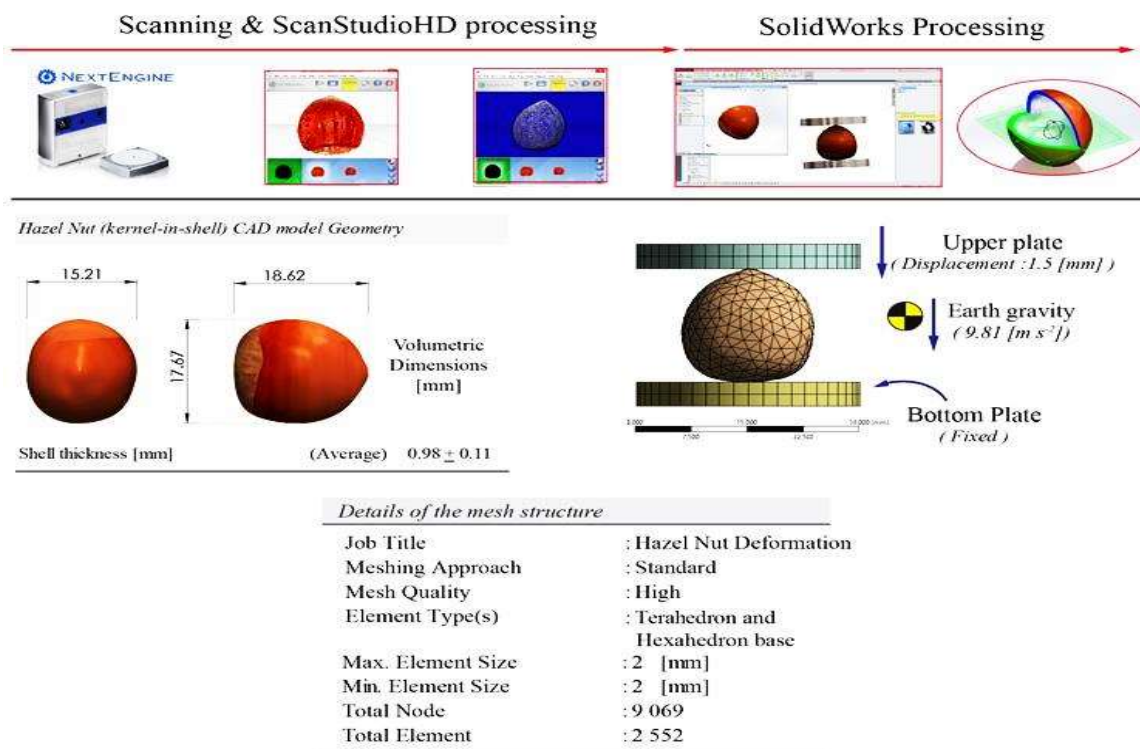 Scanning & ScanStudioHD processing
SolidWorks Processing
NEXTENGINE
Hazel Nut (kernel-in-shell) CAD model Geometry
15.21
18.62
17.67
Volumetric
Dimensions
[mm]
Shell thickness [mm] (Average) 0.98 ± 0.11
Upper plate
( Displacement :1.5 [mm] )
Earth gravity
( 9.81 [m s⁻²])
Bottom Plate
( Fixed )
Details of the mesh structure
Job Title : Hazel Nut Deformation
Meshing Approach : Standard
Mesh Quality : High
Element Type(s) : Terahedron and
Hexahedron base
Max. Element Size : 2 [mm]
Min. Element Size : 2 [mm]
Total Node : 9 069
Total Element : 2 552